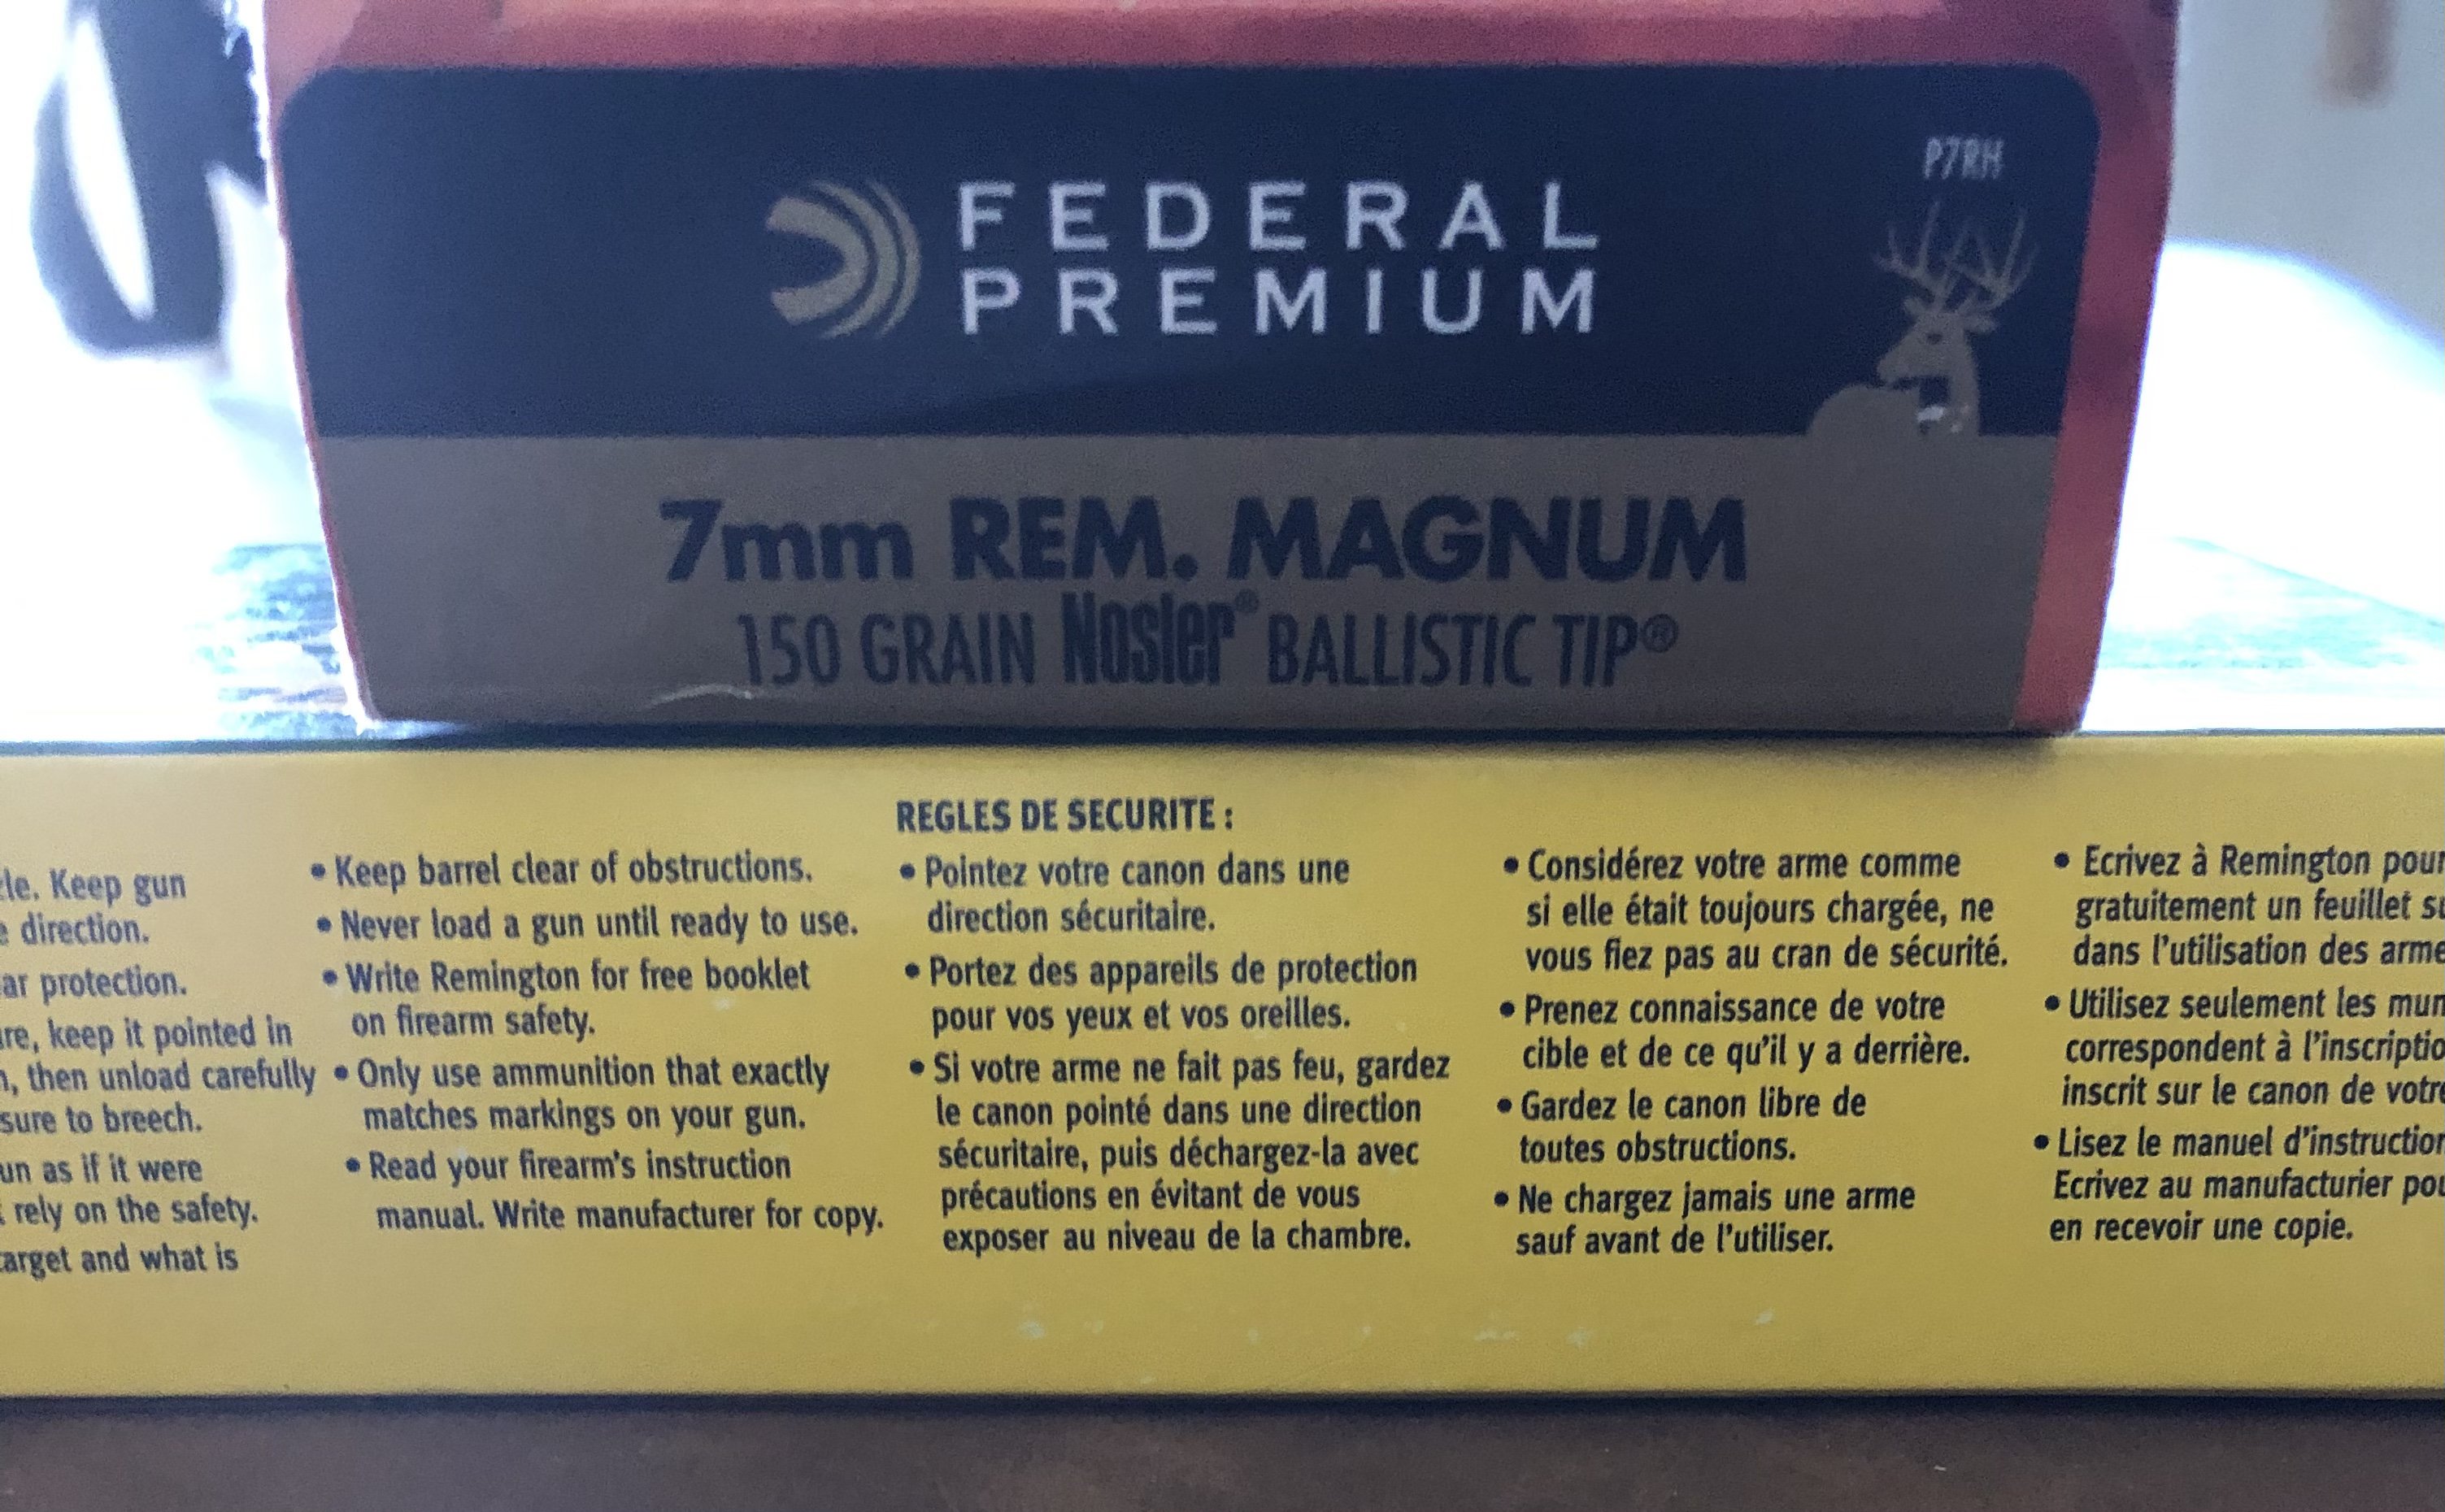 P7RH
FEDERAL
PREMIUM
7mm REM. MAGNUM
150 GRAIN Nosler® BALLISTIC TIP®
Keep gun
direction.
protection.
keep it pointed in
then unload carefully
to breech.
as if it were
rely on the safety.
and what is
• Keep barrel clear of obstructions.
• Never load a gun until ready to use.
• Write Remington for free booklet
on firearm safety.
• Only use ammunition that exactly
matches markings on your gun.
• Read your firearm's instruction
manual. Write manufacturer for copy.
REGLES DE SECURITE :
• Pointez votre canon dans une
direction sécuritaire.
• Portez des appareils de protection
pour vos yeux et vos oreilles.
• Si votre arme ne fait pas feu, gardez
le canon pointé dans une direction
sécuritaire, puis déchargez-la avec
précautions en évitant de vous
exposer au niveau de la chambre.
• Considérez votre arme comme
si elle était toujours chargée, ne
vous fiez pas au cran de sécurité.
• Prenez connaissance de votre
cible et de ce qu'il y a derrière.
• Gardez le canon libre de
toutes obstructions.
• Ne chargez jamais une arme
sauf avant de l'utiliser.
• Ecrivez à Remington pour
gratuitement un feuillet
dans l'utilisation des
• Utilisez seulement les
correspondent à
inscrit sur le canon de
• Lisez le manuel
Ecrivez au manufacturier
en recevoir une copie.